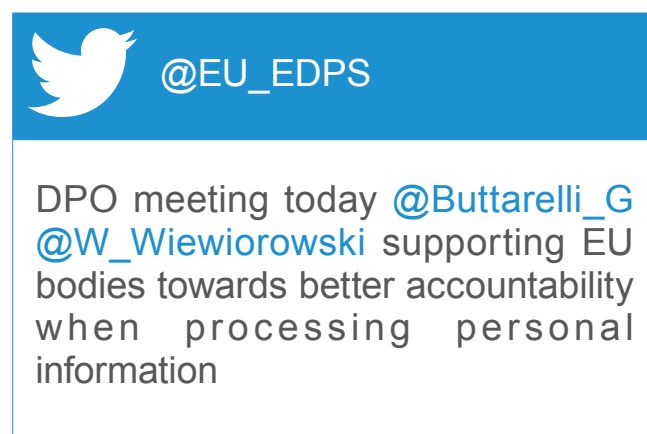 @EU_EDPS
DPO meeting today @Buttarelli_G
@W_Wiewiorowski supporting EU
bodies towards better accountability
when processing personal
information